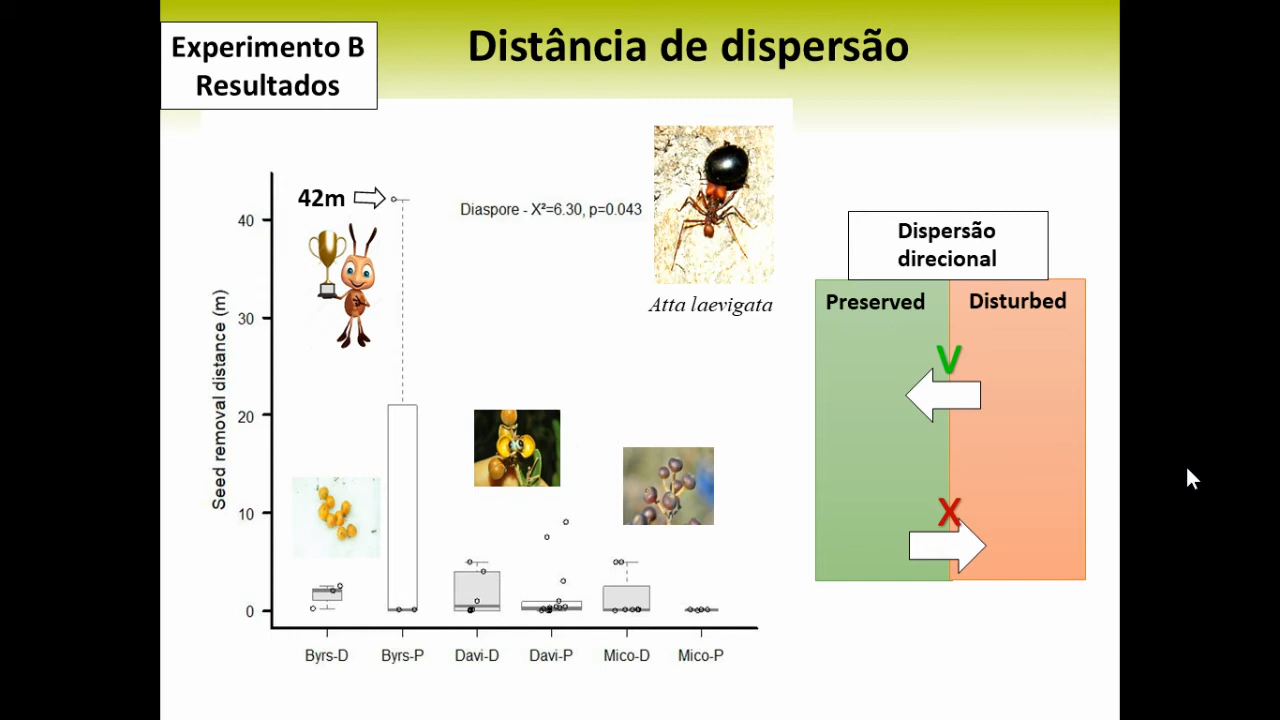 Experimento B
Resultados
Distância de dispersão
42m
Diaspore - X²=6.30, p=0.043
Atta laevigata
Seed removal distance (m)
40
30
20
10
0
Byrs-D
Byrs-P
Davi-D
Davi-P
Mico-D
Mico-P
Dispersão
direcional
Preserved
Disturbed
V
X